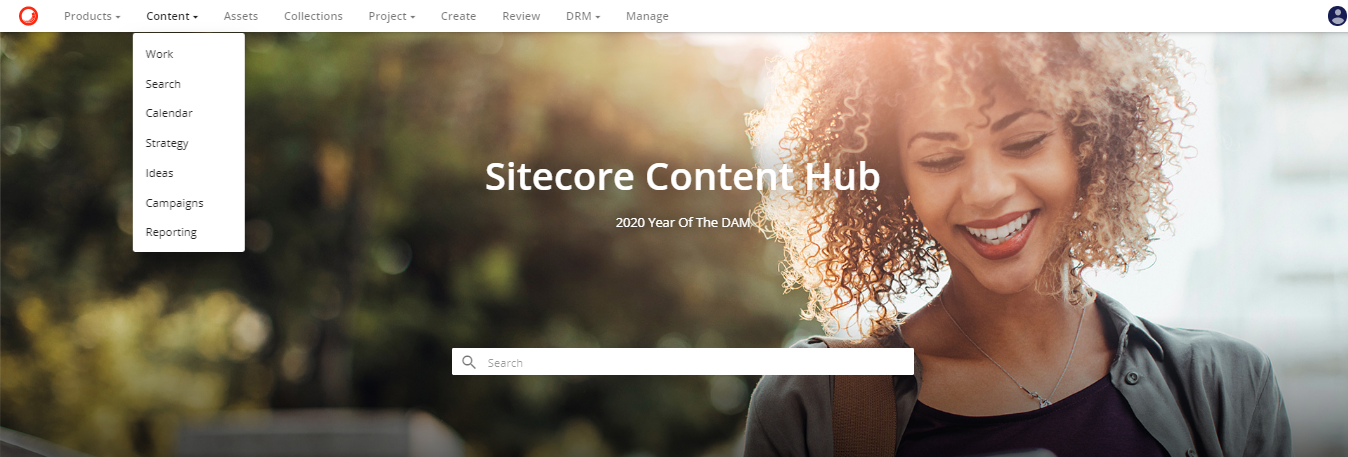 Products Content Assets Collections Project Create Review DRM Manage
Work
Search
Calendar
Strategy
Ideas
Campaigns
Reporting
Sitecore Content Hub
2020 Year Of The DAM
Search